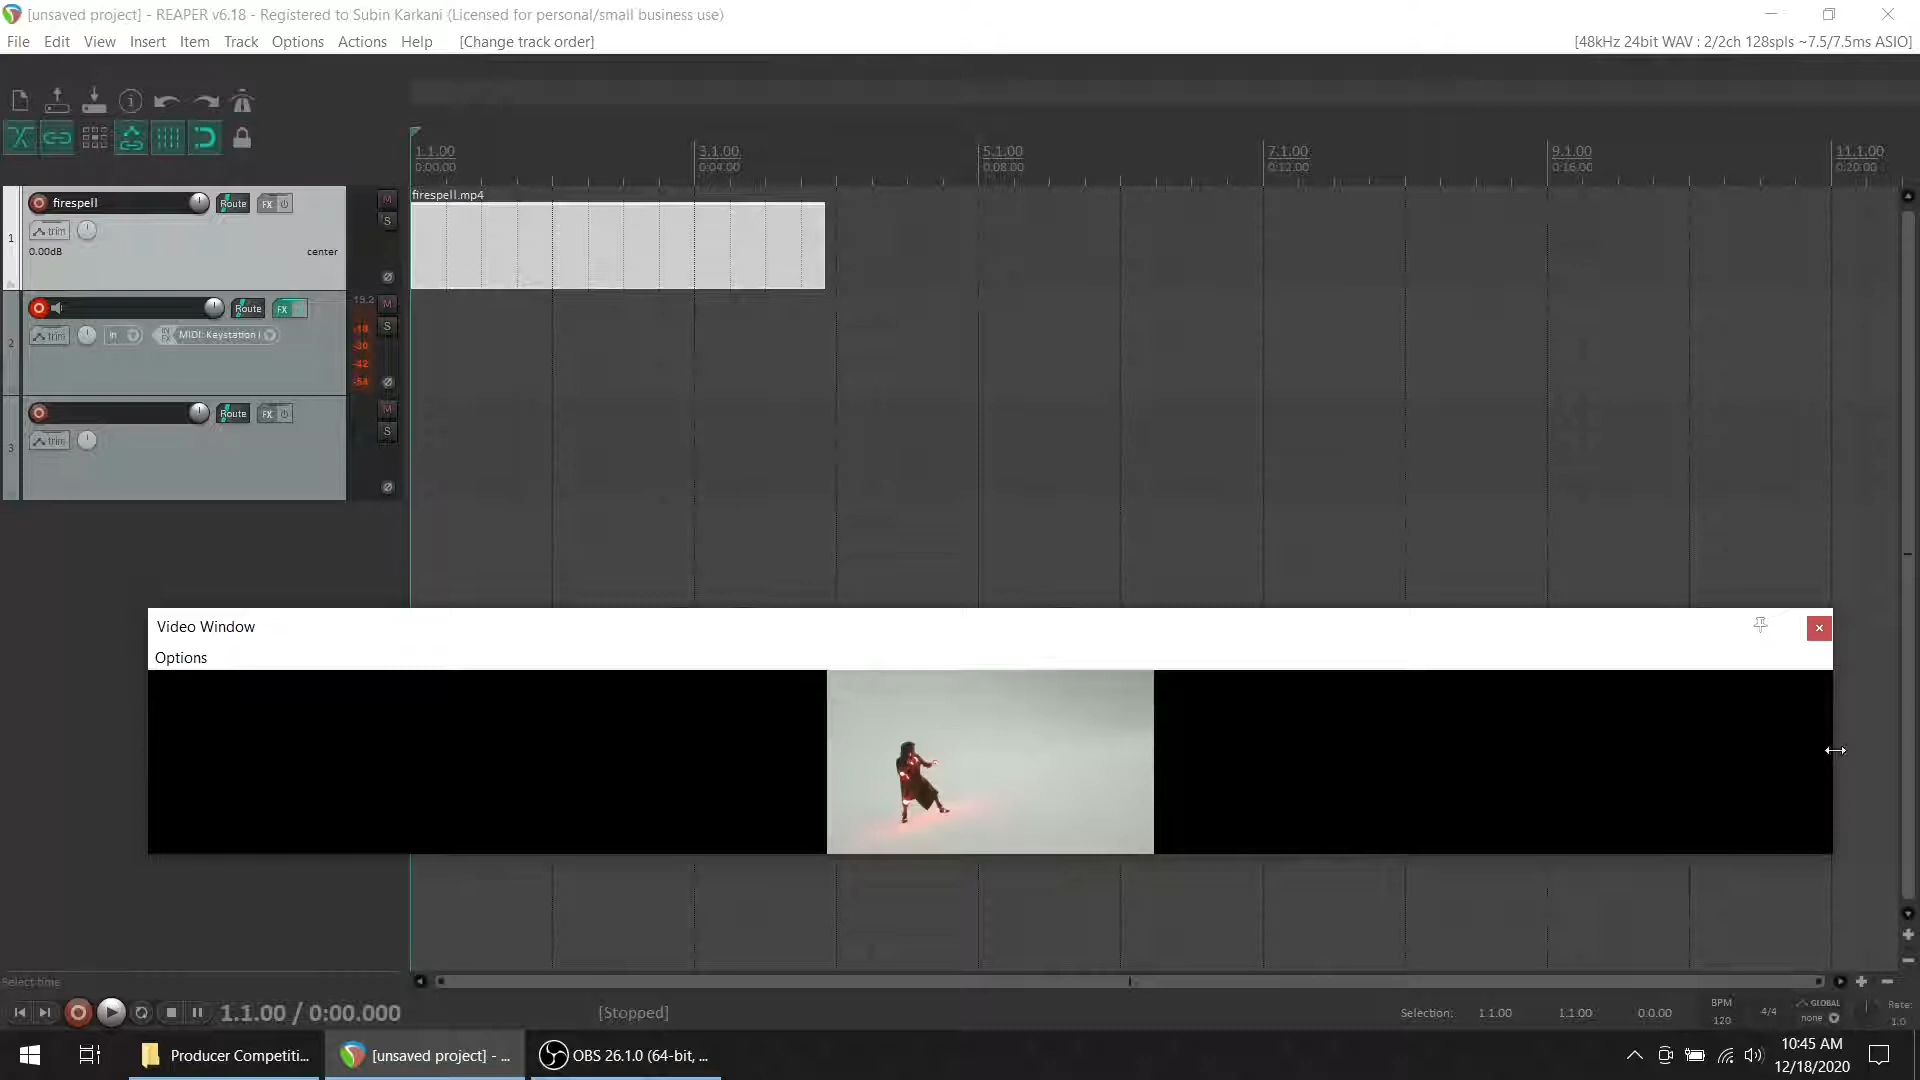 [unsaved project] - REAPER v6.18 - Registered to Subin Karkani (Licensed for personal/small business use)
File Edit View Insert Item Track Options Actions Help [Change track order] [48kHz 24bit WAV : 2/2ch 128spls ~7.5/7.5ms ASIO]
1.1.00 3.1.00 5.1.00 7.1.00 9.1.00 11.1.00
0:00.00 0:04.00 0:08.00 0:12.00 0:16.00 0:20.00
firespell.mp4
1 firespell Route FX M
trim S
0.00dB center
2 Route FX -19.2 M
trim in IN FX MIDI: Keystation -18 S
-30
-42
-54
3 Route FX M
trim S
Video Window
Options
Select time
1.1.00 / 0:00.000 [Stopped] Selection: 1.1.00 1.1.00 0.0.00 BPM 120 4/4 GLOBAL none Rate: 1.0
Producer Competiti... [unsaved project] - ... OBS 26.1.0 (64-bit, ... 10:45 AM
12/18/2020